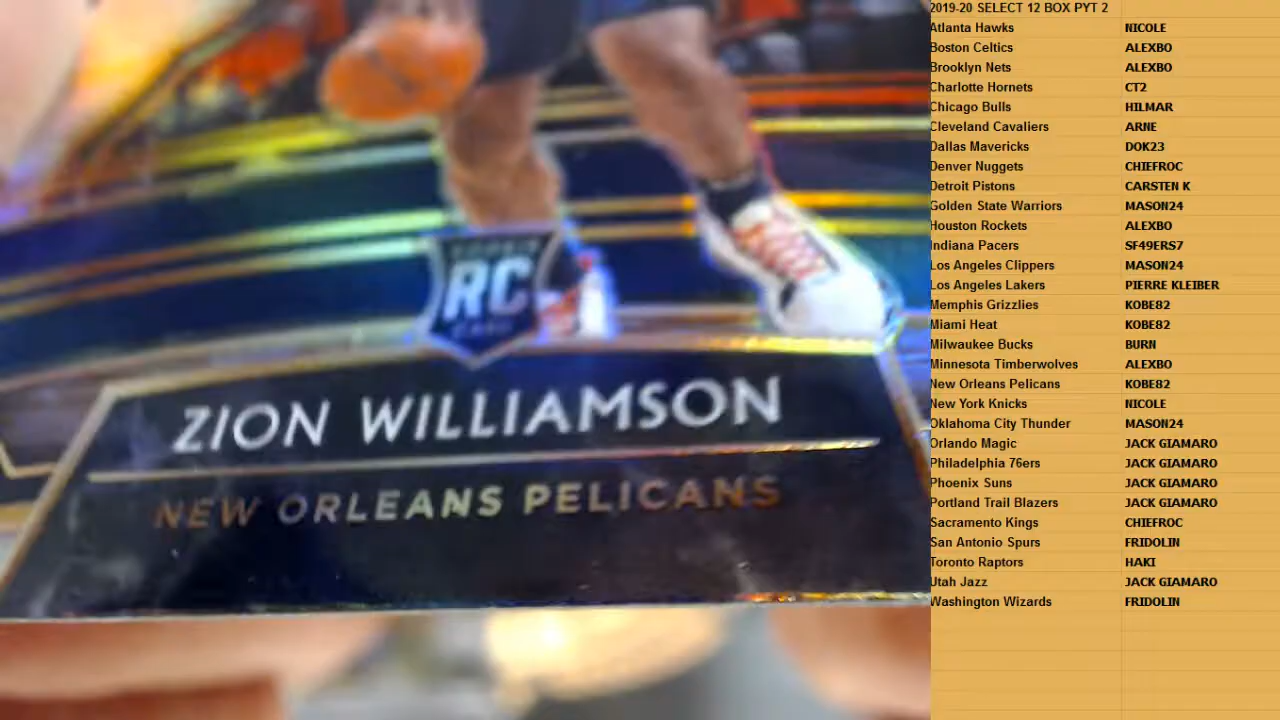 ROOKIE
RC
CARD
ZION WILLIAMSON
NEW ORLEANS PELICANS
2019-20 SELECT 12 BOX PYT 2
Atlanta Hawks NICOLE
Boston Celtics ALEXBO
Brooklyn Nets ALEXBO
Charlotte Hornets CT2
Chicago Bulls HILMAR
Cleveland Cavaliers ARNE
Dallas Mavericks DOK23
Denver Nuggets CHIEFROC
Detroit Pistons CARSTEN K
Golden State Warriors MASON24
Houston Rockets ALEXBO
Indiana Pacers SF49ERS7
Los Angeles Clippers MASON24
Los Angeles Lakers PIERRE KLEIBER
Memphis Grizzlies KOBE82
Miami Heat KOBE82
Milwaukee Bucks BURN
Minnesota Timberwolves ALEXBO
New Orleans Pelicans KOBE82
New York Knicks NICOLE
Oklahoma City Thunder MASON24
Orlando Magic JACK GIAMARO
Philadelphia 76ers JACK GIAMARO
Phoenix Suns JACK GIAMARO
Portland Trail Blazers JACK GIAMARO
Sacramento Kings CHIEFROC
San Antonio Spurs FRIDOLIN
Toronto Raptors HAKI
Utah Jazz JACK GIAMARO
Washington Wizards FRIDOLIN